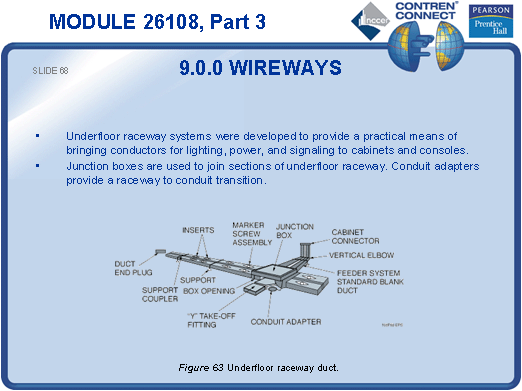 MODULE 26108, Part 3
nccer
CONTREN®
CONNECT
PEARSON
Prentice
Hall
SLIDE 68
9.0.0 WIREWAYS
• Underfloor raceway systems were developed to provide a practical means of
bringing conductors for lighting, power, and signaling to cabinets and consoles.
• Junction boxes are used to join sections of underfloor raceway. Conduit adapters
provide a raceway to conduit transition.
INSERTS
MARKER
SCREW
ASSEMBLY
JUNCTION
BOX
CABINET
CONNECTOR
VERTICAL ELBOW
DUCT
END PLUG
FEEDER SYSTEM
STANDARD BLANK
DUCT
SUPPORT
SUPPORT
COUPLER
BOX OPENING
"Y" TAKE-OFF
FITTING
CONDUIT ADAPTER
Figure 63 Underfloor raceway duct.